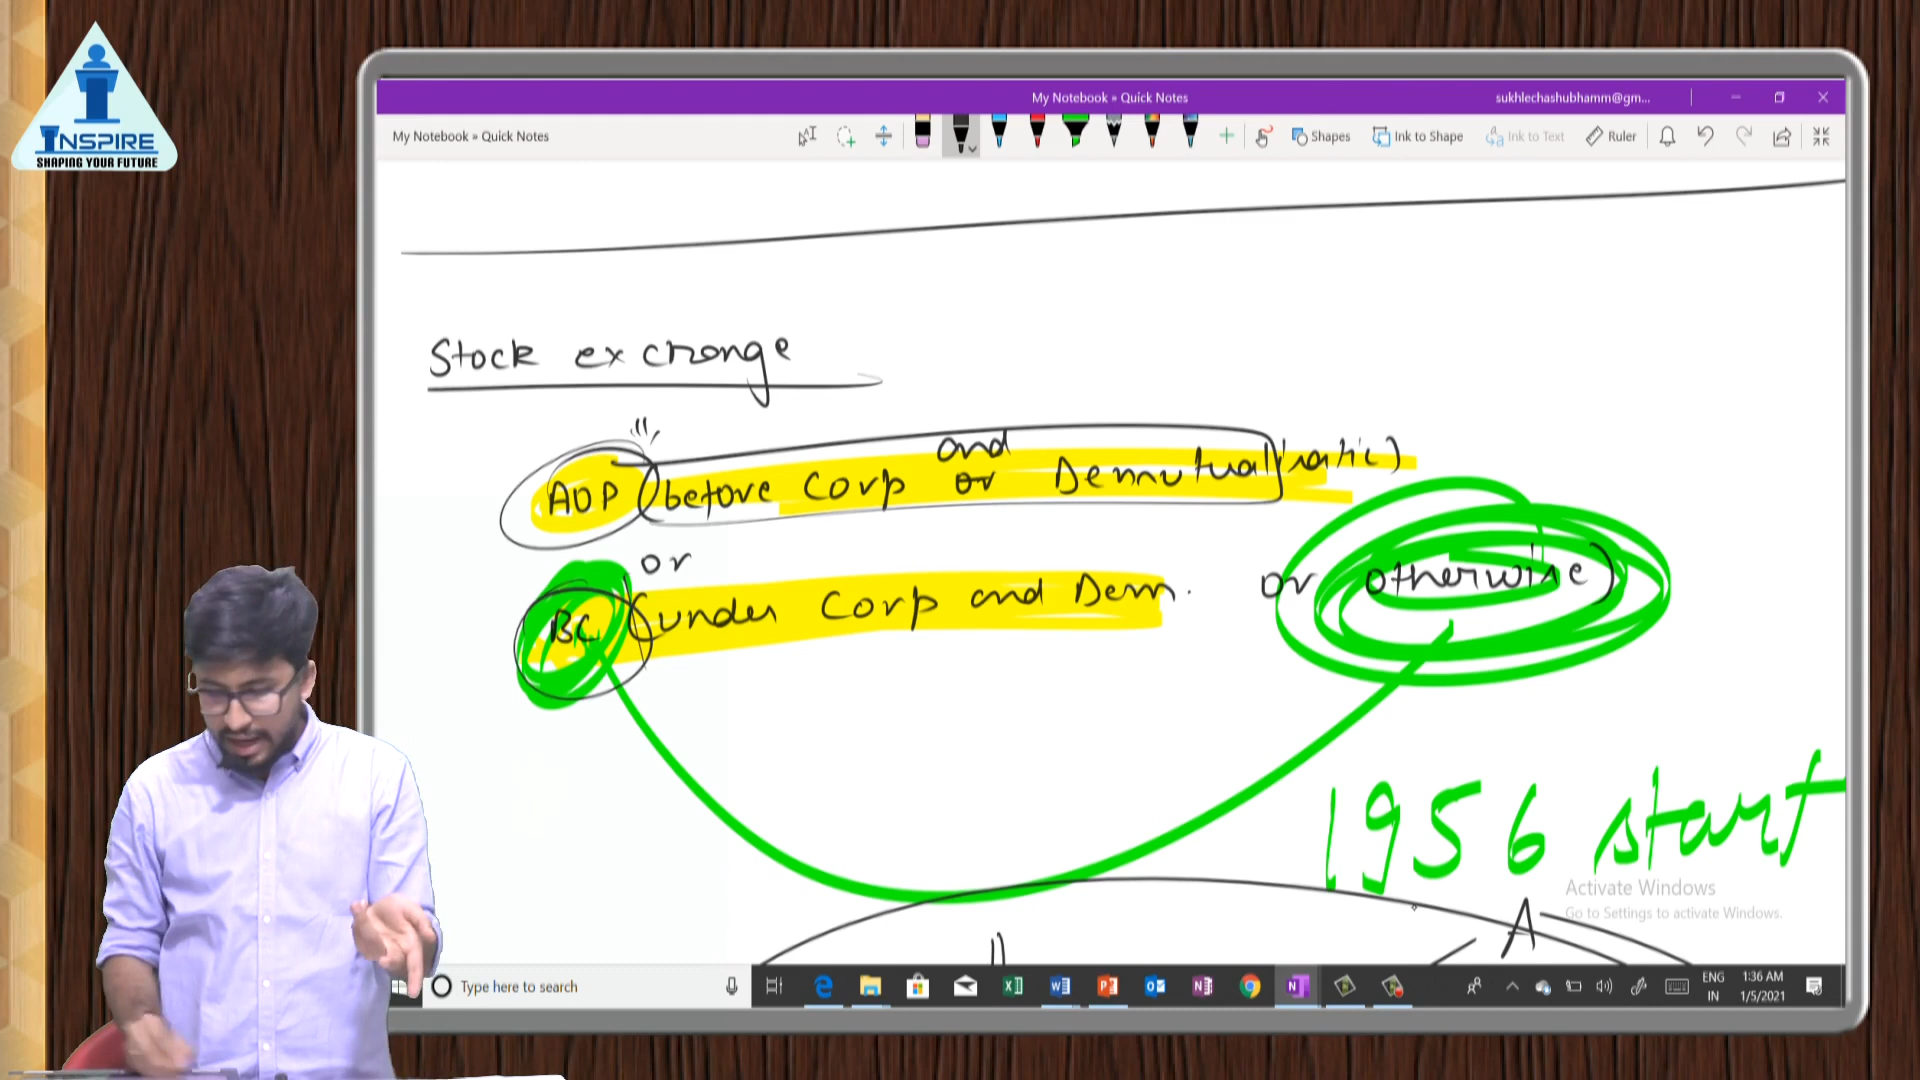 INSPIRE
SHAPING YOUR FUTURE
My Notebook » Quick Notes
sukhlechashubhamm@gm...
My Notebook » Quick Notes
Shapes
Ink to Shape
Ink to Text
Ruler
Stock exchange
and
AOP (before Corp or Demutual(isatic)
or
BC (under Corp and Dem. or otherwise)
1956 start
Activate Windows
Go to Settings to activate Windows.
A
Type here to search
ENG
IN
1:36 AM
1/5/2021